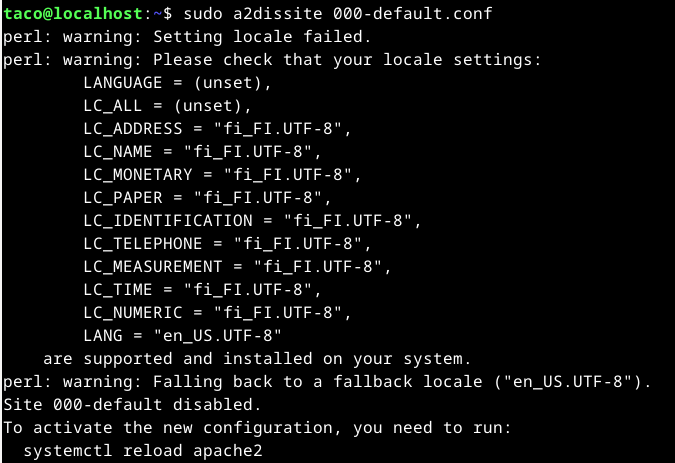 taco@localhost:~$ sudo a2dissite 000-default.conf
perl: warning: Setting locale failed.
perl: warning: Please check that your locale settings:
        LANGUAGE = (unset),
        LC_ALL = (unset),
        LC_ADDRESS = "fi_FI.UTF-8",
        LC_NAME = "fi_FI.UTF-8",
        LC_MONETARY = "fi_FI.UTF-8",
        LC_PAPER = "fi_FI.UTF-8",
        LC_IDENTIFICATION = "fi_FI.UTF-8",
        LC_TELEPHONE = "fi_FI.UTF-8",
        LC_MEASUREMENT = "fi_FI.UTF-8",
        LC_TIME = "fi_FI.UTF-8",
        LC_NUMERIC = "fi_FI.UTF-8",
        LANG = "en_US.UTF-8"
    are supported and installed on your system.
perl: warning: Falling back to a fallback locale ("en_US.UTF-8").
Site 000-default disabled.
To activate the new configuration, you need to run:
  systemctl reload apache2